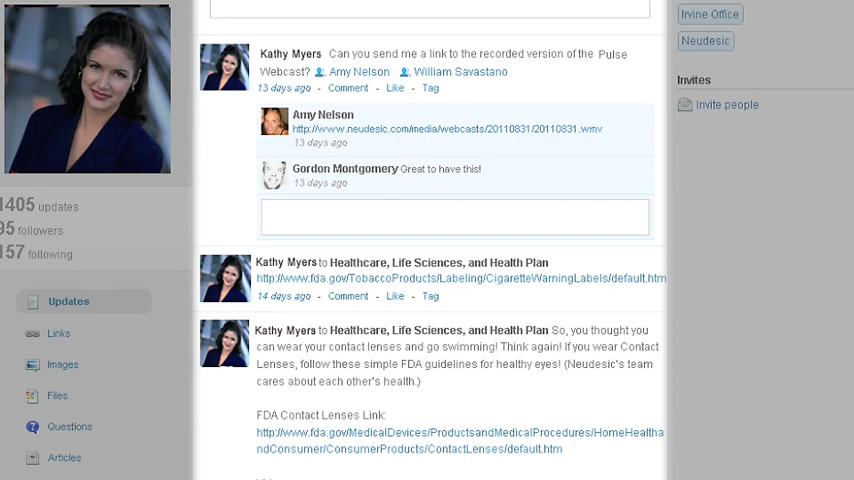 Irvine Office
Neudesic
Invites
Invite people
1405 updates
95 followers
157 following
Updates
Links
Images
Files
Questions
Articles
Kathy Myers Can you send me a link to the recorded version of the Pulse
Webcast? Amy Nelson William Savastano
13 days ago - Comment - Like - Tag
Amy Nelson
http://www.neudesic.com/media/webcasts/20110831/20110831.wmv
13 days ago
Gordon Montgomery Great to have this!
13 days ago
Kathy Myers to Healthcare, Life Sciences, and Health Plan
http://www.fda.gov/TobaccoProducts/Labeling/CigaretteWarningLabels/default.htm
14 days ago - Comment - Like - Tag
Kathy Myers to Healthcare, Life Sciences, and Health Plan So, you thought you
can wear your contact lenses and go swimming! Think again! If you wear Contact
Lenses, follow these simple FDA guidelines for healthy eyes! (Neudesic's team
cares about each other's health.)
FDA Contact Lenses Link:
http://www.fda.gov/MedicalDevices/ProductsandMedicalProcedures/HomeHealtha
ndConsumer/ConsumerProducts/ContactLenses/default.htm